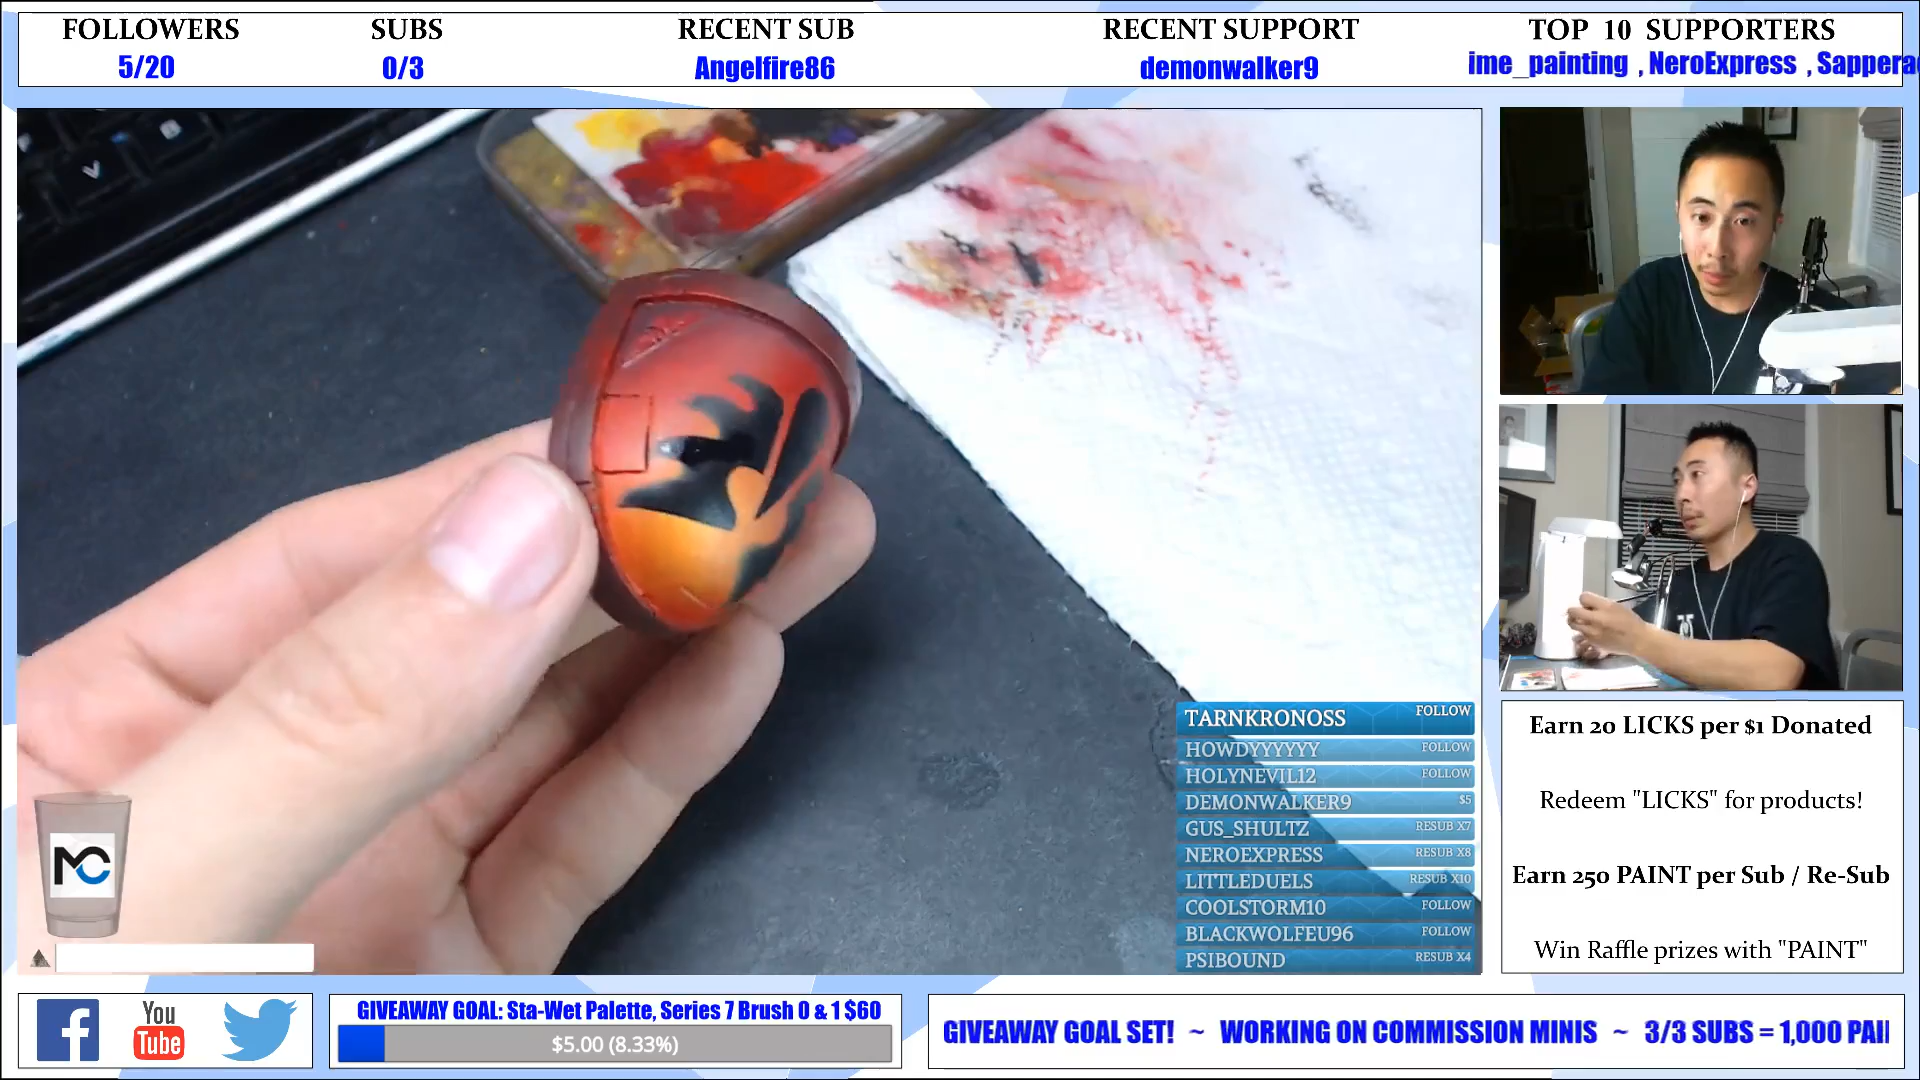 FOLLOWERS
5/20
SUBS
0/3
RECENT SUB
Angelfire86
RECENT SUPPORT
demonwalker9
TOP 10 SUPPORTERS
ime_painting , NeroExpress , Sappera
V
TARNKRONOSS FOLLOW
HOWDYYYYYY FOLLOW
HOLYNEVIL12 FOLLOW
DEMONWALKER9 $5
GUS_SHULTZ RESUB X7
NEROEXPRESS RESUB X8
LITTLEDUELS RESUB X10
COOLSTORM10 FOLLOW
BLACKWOLFEU96 FOLLOW
PSIBOUND RESUB X4
MC
Earn 20 LICKS per $1 Donated
Redeem "LICKS" for products!
Earn 250 PAINT per Sub / Re-Sub
Win Raffle prizes with "PAINT"
f
You
Tube
GIVEAWAY GOAL: Sta-Wet Palette, Series 7 Brush 0 & 1 $60
$5.00 (8.33%)
GIVEAWAY GOAL SET! ~ WORKING ON COMMISSION MINIS ~ 3/3 SUBS = 1,000 PAI